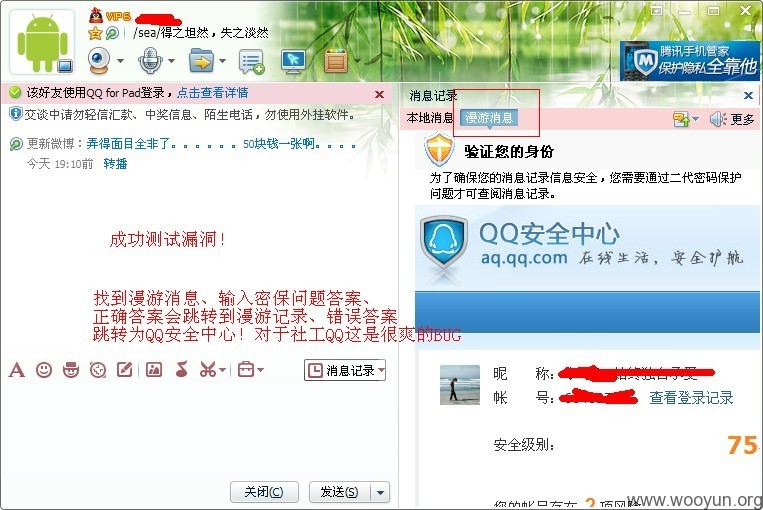 VIP6
/sea/得之坦然，失之淡然
腾讯手机管家
保护隐私全靠他
该好友使用QQ for Pad登录，点击查看详情
交谈中请勿轻信汇款、中奖信息、陌生电话，勿使用外挂软件。
更新微博：弄得面目全非了。。。。。。50块钱一张啊。。。。
今天 19:10前 转播
成功测试漏洞！
找到漫游消息、输入密保问题答案、
正确答案会跳转到漫游记录、错误答案
跳转为QQ安全中心！对于社工QQ这是很爽的BUG
消息记录
关闭(C)
发送(S)
消息记录
本地消息
漫游消息
更多
验证您的身份
为了确保您的消息记录信息安全，您需要通过二代密码保护
问题才可查阅消息记录。
QQ安全中心
aq.qq.com 在线生活，安全护航
昵 称：
帐 号：
查看登录记录
安全级别：
75
您的帐号存在 2 项风险
www.wooyun.org